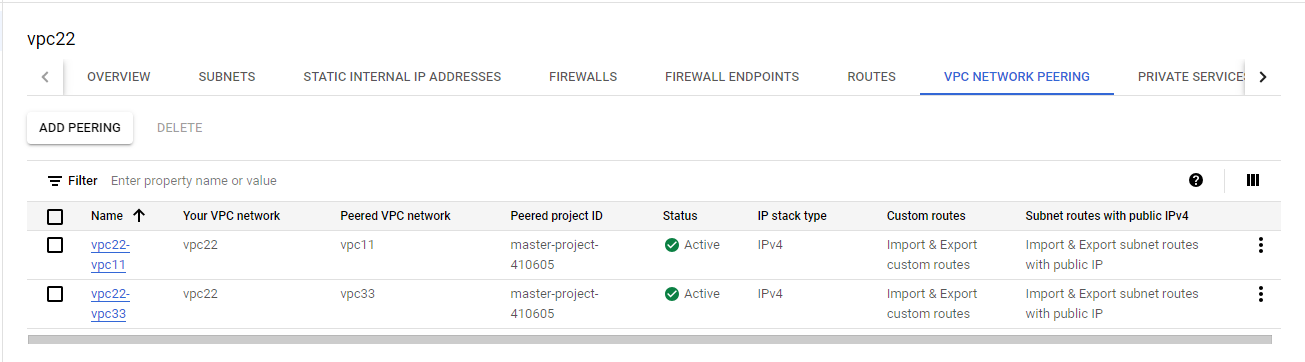 vpc22
OVERVIEW SUBNETS STATIC INTERNAL IP ADDRESSES FIREWALLS FIREWALL ENDPOINTS ROUTES VPC NETWORK PEERING PRIVATE SERVICES
ADD PEERING DELETE
Filter Enter property name or value
Name Your VPC network Peered VPC network Peered project ID Status IP stack type Custom routes Subnet routes with public IPv4
vpc22- vpc22 vpc11 master-project- Active IPv4 Import & Export Import & Export subnet routes
vpc11 410605 custom routes with public IP
vpc22- vpc22 vpc33 master-project- Active IPv4 Import & Export Import & Export subnet routes
vpc33 410605 custom routes with public IP